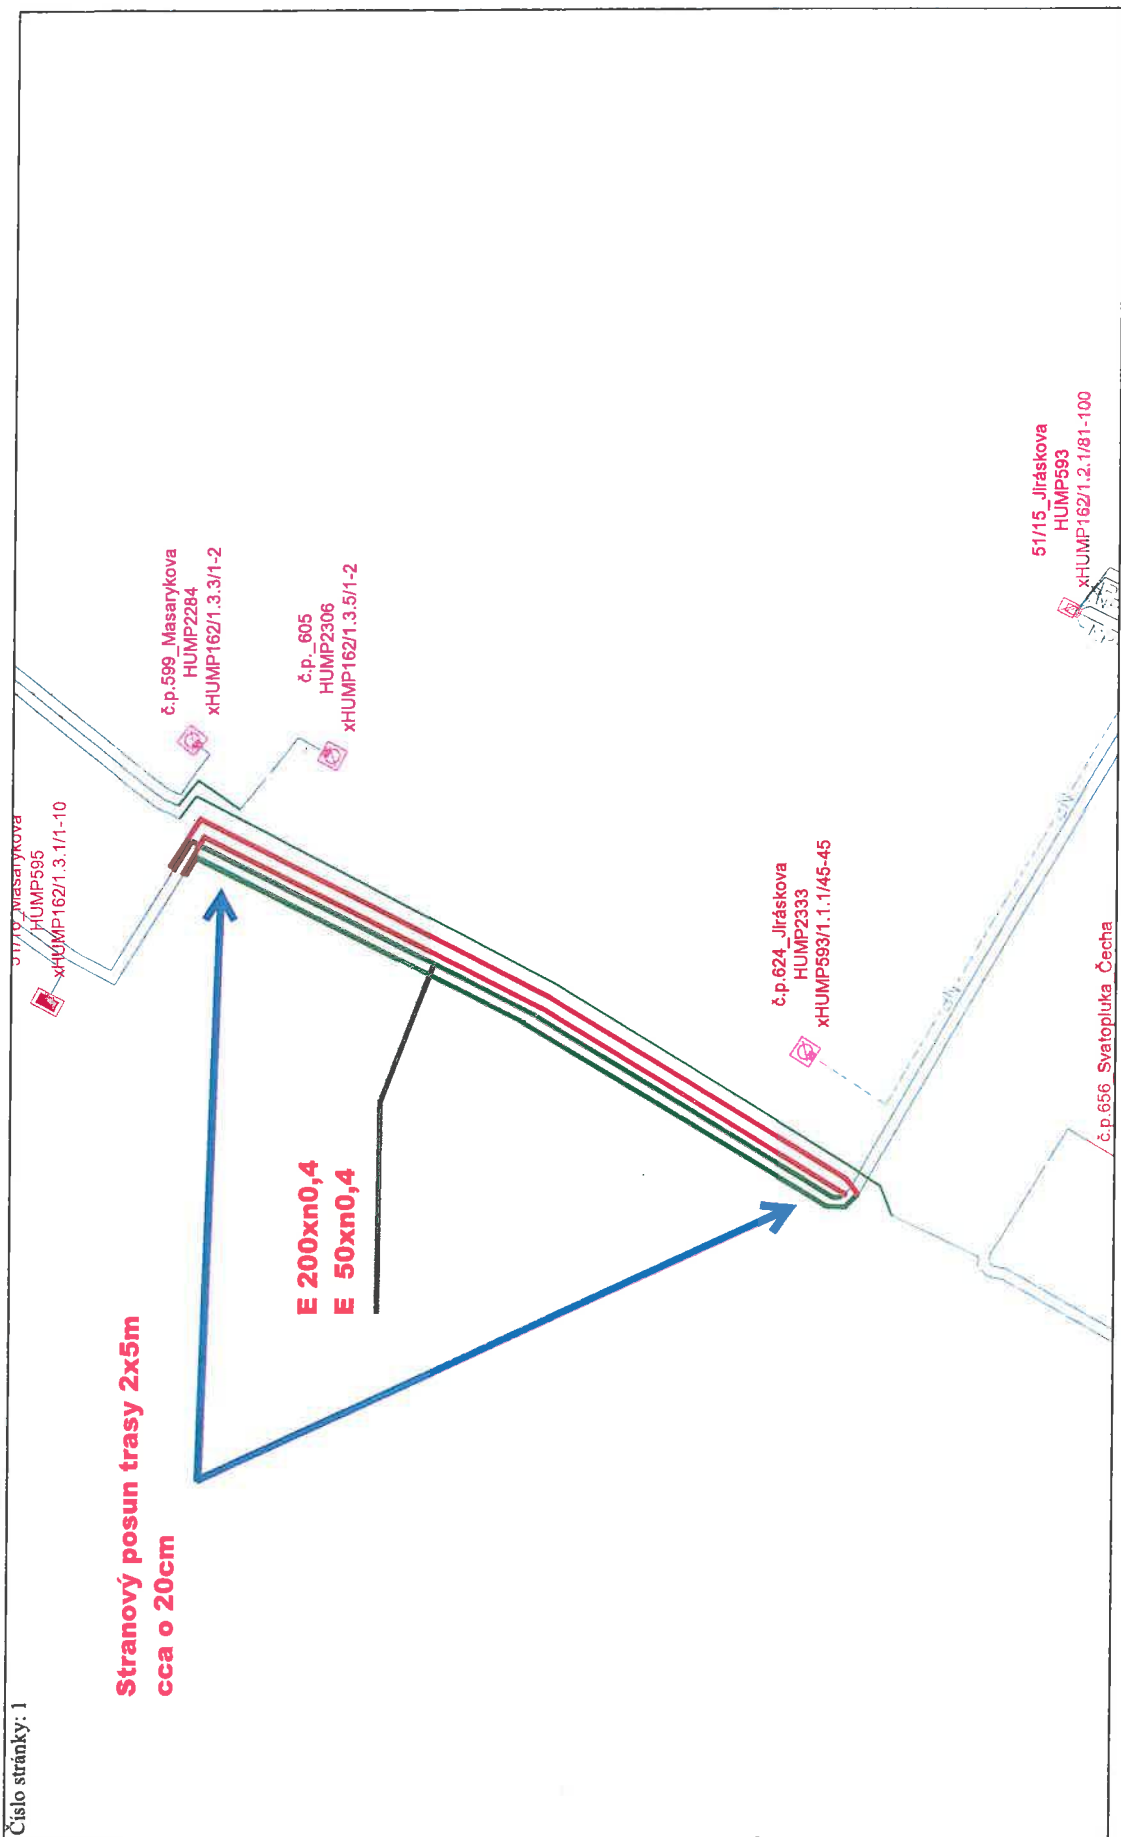 Číslo stránky: 1
Stranový posun trasy 2x5m
cca o 20cm
E 200xn0,4
E 50xn0,4
HUMP595
xHUMP162/1.3.1/1-10
č.p.599_Masarykova
HUMP2284
xHUMP162/1.3.3/1-2
č.p._605
HUMP2306
xHUMP162/1.3.5/1-2
č.p.624_Jiráskova
HUMP2333
xHUMP593/1.1.1/45-45
51/15_Jiráskova
HUMP593
xHUMP162/1.2.1/81-100
č.p.656_Svatopluka_Čecha